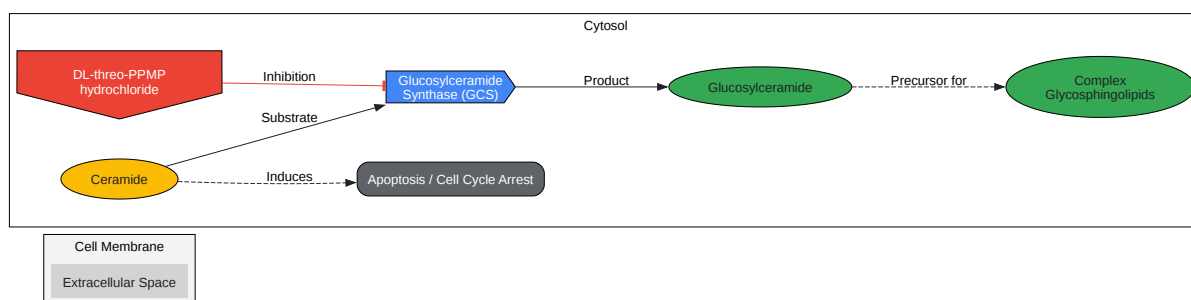 Cytosol
DL-threo-PPMP
hydrochloride
Inhibition
Glucosylceramide
Synthase (GCS)
Product
Glucosylceramide
Precursor for
Complex
Glycosphingolipids
Substrate
Ceramide
Induces
Apoptosis / Cell Cycle Arrest
Cell Membrane
Extracellular Space